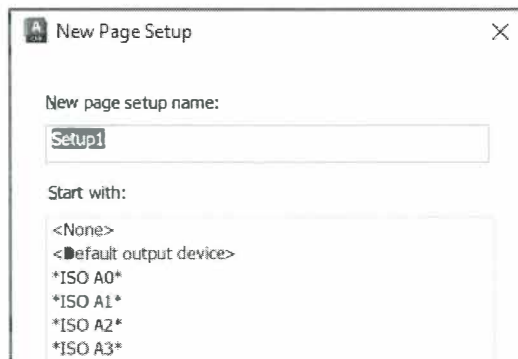 New Page Setup
New page setup name:
Setup1
Start with:
<None>
<Default output device>
*ISO A0*
*ISO A1*
*ISO A2*
*ISO A3*